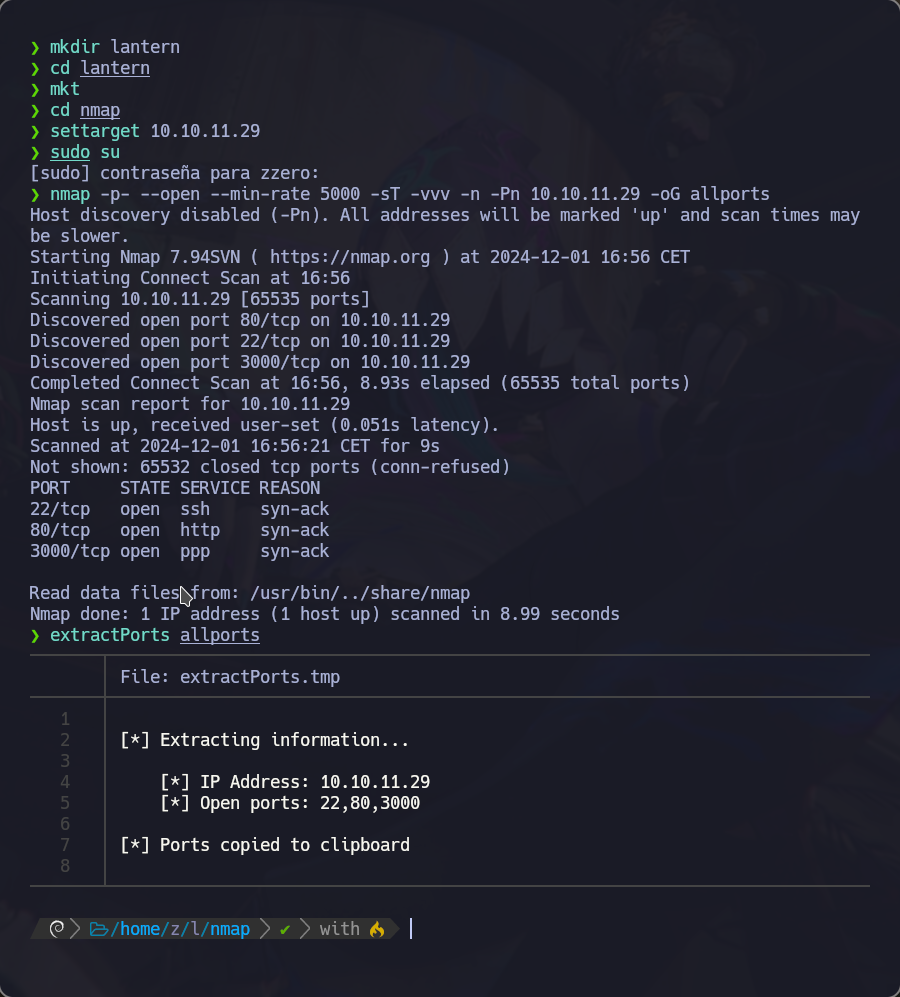 ❯ mkdir lantern
❯ cd lantern
❯ mkt
❯ cd nmap
❯ settarget 10.10.11.29
❯ sudo su
[sudo] contraseña para zzero:
❯ nmap -p- --open --min-rate 5000 -sT -vvv -n -Pn 10.10.11.29 -oG allports
Host discovery disabled (-Pn). All addresses will be marked 'up' and scan times may
be slower.
Starting Nmap 7.94SVN ( https://nmap.org ) at 2024-12-01 16:56 CET
Initiating Connect Scan at 16:56
Scanning 10.10.11.29 [65535 ports]
Discovered open port 80/tcp on 10.10.11.29
Discovered open port 22/tcp on 10.10.11.29
Discovered open port 3000/tcp on 10.10.11.29
Completed Connect Scan at 16:56, 8.93s elapsed (65535 total ports)
Nmap scan report for 10.10.11.29
Host is up, received user-set (0.051s latency).
Scanned at 2024-12-01 16:56:21 CET for 9s
Not shown: 65532 closed tcp ports (conn-refused)
PORT     STATE SERVICE REASON
22/tcp   open  ssh     syn-ack
80/tcp   open  http    syn-ack
3000/tcp open  ppp     syn-ack
Read data files from: /usr/bin/../share/nmap
Nmap done: 1 IP address (1 host up) scanned in 8.99 seconds
❯ extractPorts allports
File: extractPorts.tmp
1
2 [*] Extracting information...
3
4 [*] IP Address: 10.10.11.29
5 [*] Open ports: 22,80,3000
6
7 [*] Ports copied to clipboard
8
/home/z/l/nmap ✔ with 🔥